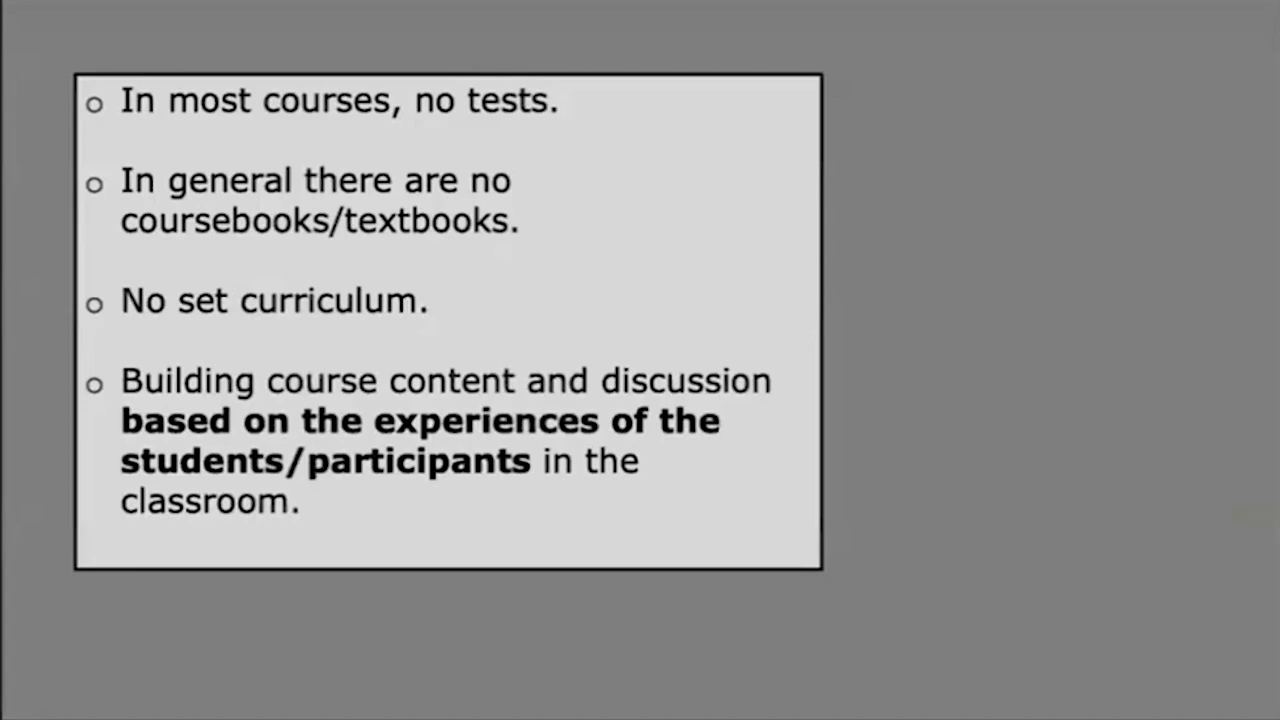 o In most courses, no tests.
o In general there are no
coursebooks/textbooks.
o No set curriculum.
o Building course content and discussion
based on the experiences of the
students/participants in the
classroom.